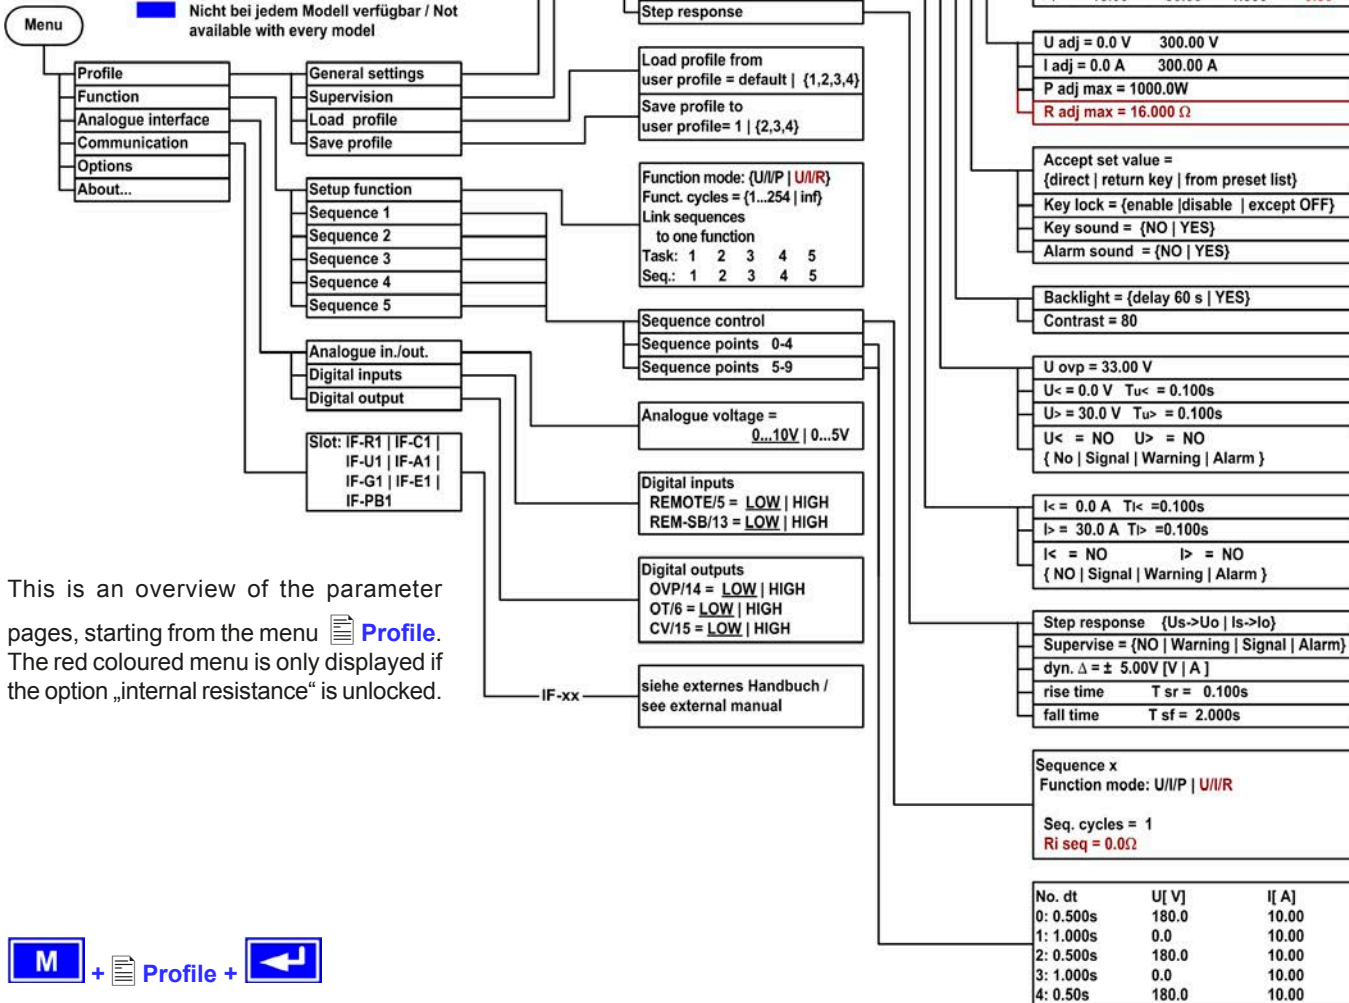 Menu
Nicht bei jedem Modell verfügbar / Not
available with every model
Profile
Function
Analogue interface
Communication
Options
About...
General settings
Supervision
Load profile
Save profile
Setup function
Sequence 1
Sequence 2
Sequence 3
Sequence 4
Sequence 5
Analogue in./out.
Digital inputs
Digital output
Slot: IF-R1 | IF-C1 |
IF-U1 | IF-A1 |
IF-G1 | IF-E1 |
IF-PB1
Step response
Load profile from
user profile = default | {1,2,3,4}
Save profile to
user profile= 1 | {2,3,4}
Function mode: {U/I/P | U/I/R}
Funct. cycles = {1...254 | inf}
Link sequences
to one function
Task: 1 2 3 4 5
Seq.: 1 2 3 4 5
Sequence control
Sequence points 0-4
Sequence points 5-9
Analogue voltage =
0...10V | 0...5V
Digital inputs
REMOTE/5 = LOW | HIGH
REM-SB/13 = LOW | HIGH
Digital outputs
OVP/14 = LOW | HIGH
OT/6 = LOW | HIGH
CV/15 = LOW | HIGH
IF-xx
siehe externes Handbuch /
see external manual
U adj = 0.0 V 300.00 V
I adj = 0.0 A 300.00 A
P adj max = 1000.0W
R adj max = 16.000 Ω
Accept set value =
{direct | return key | from preset list}
Key lock = {enable |disable | except OFF}
Key sound = {NO | YES}
Alarm sound = {NO | YES}
Backlight = {delay 60 s | YES}
Contrast = 80
U ovp = 33.00 V
U< = 0.0 V Tu< = 0.100s
U> = 30.0 V Tu> = 0.100s
U< = NO U> = NO
{ No | Signal | Warning | Alarm }
I< = 0.0 A TI< =0.100s
I> = 30.0 A TI> =0.100s
I< = NO I> = NO
{ NO | Signal | Warning | Alarm }
Step response {Us->Uo | Is->Io}
Supervise = {NO | Warning | Signal | Alarm}
dyn. Δ = ± 5.00V [V | A ]
rise time T sr = 0.100s
fall time T sf = 2.000s
Sequence x
Function mode: U/I/P | U/I/R
Seq. cycles = 1
Ri seq = 0.0Ω
No. dt U[ V] I[ A]
0: 0.500s 180.0 10.00
1: 1.000s 0.0 10.00
2: 0.500s 180.0 10.00
3: 1.000s 0.0 10.00
4: 0.50s 180.0 10.00
This is an overview of the parameter
pages, starting from the menu Profile.
The red coloured menu is only displayed if
the option „internal resistance“ is unlocked.
M + Profile +